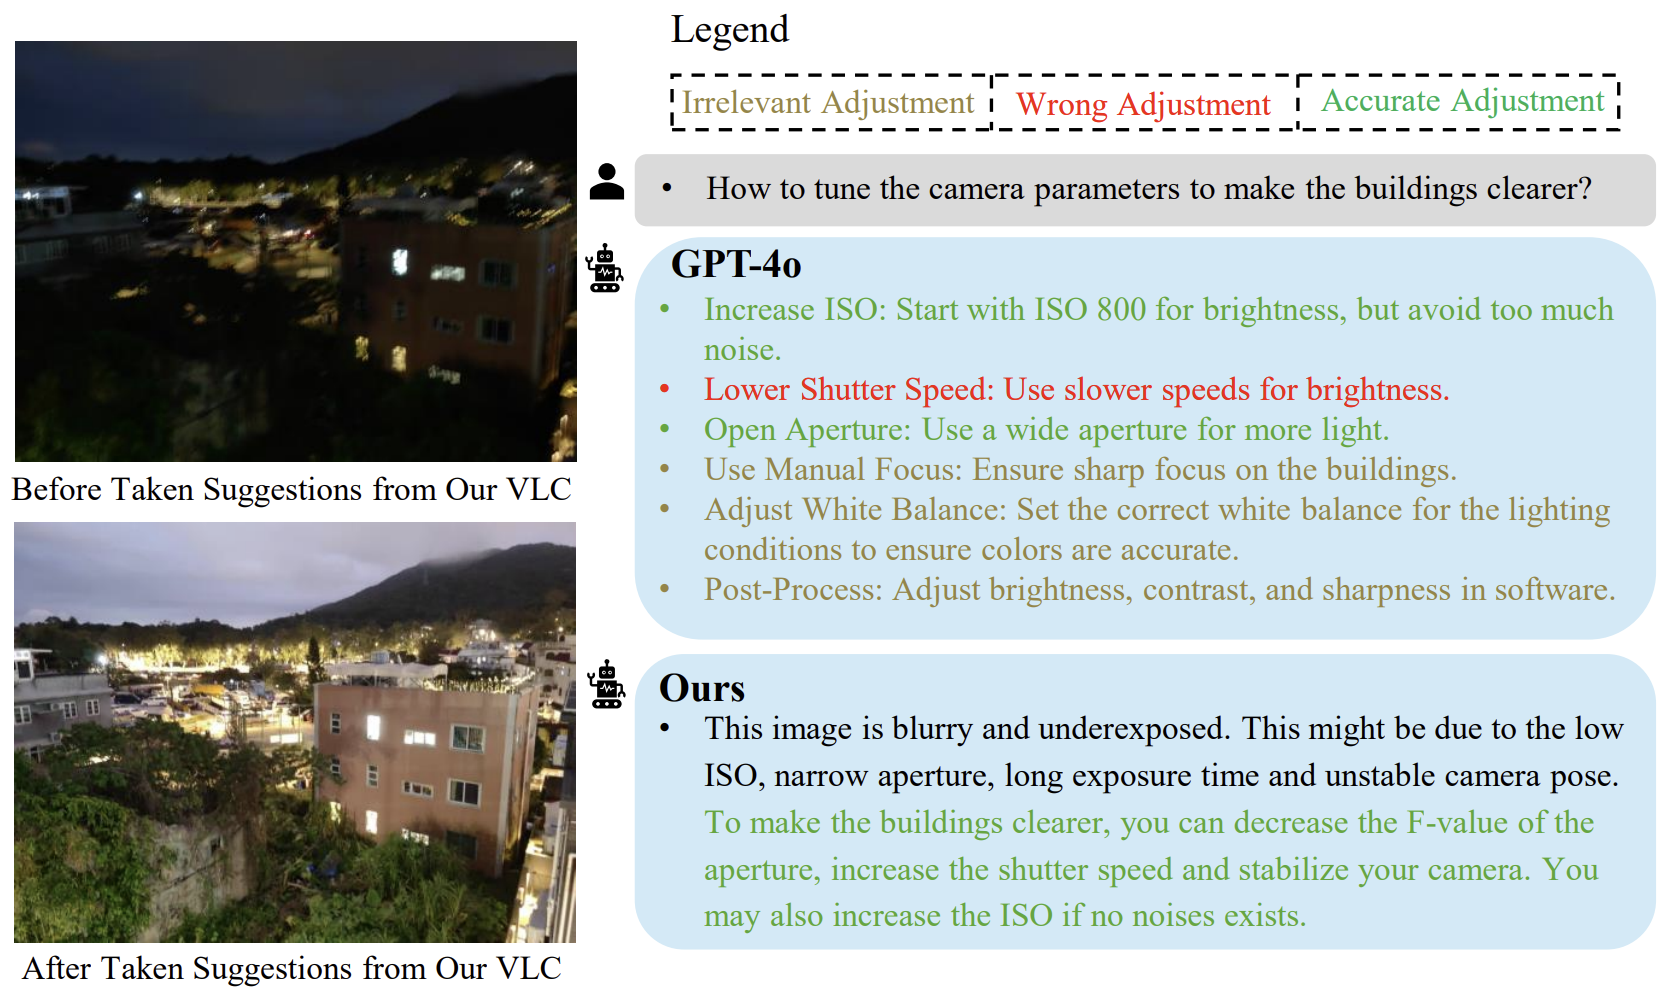 Legend
Irrelevant Adjustment
Wrong Adjustment
Accurate Adjustment
• How to tune the camera parameters to make the buildings clearer?
GPT-4o
• Increase ISO: Start with ISO 800 for brightness, but avoid too much
noise.
• Lower Shutter Speed: Use slower speeds for brightness.
• Open Aperture: Use a wide aperture for more light.
• Use Manual Focus: Ensure sharp focus on the buildings.
• Adjust White Balance: Set the correct white balance for the lighting
conditions to ensure colors are accurate.
• Post-Process: Adjust brightness, contrast, and sharpness in software.
Ours
• This image is blurry and underexposed. This might be due to the low
ISO, narrow aperture, long exposure time and unstable camera pose.
To make the buildings clearer, you can decrease the F-value of the
aperture, increase the shutter speed and stabilize your camera. You
may also increase the ISO if no noises exists.
Before Taken Suggestions from Our VLC
After Taken Suggestions from Our VLC